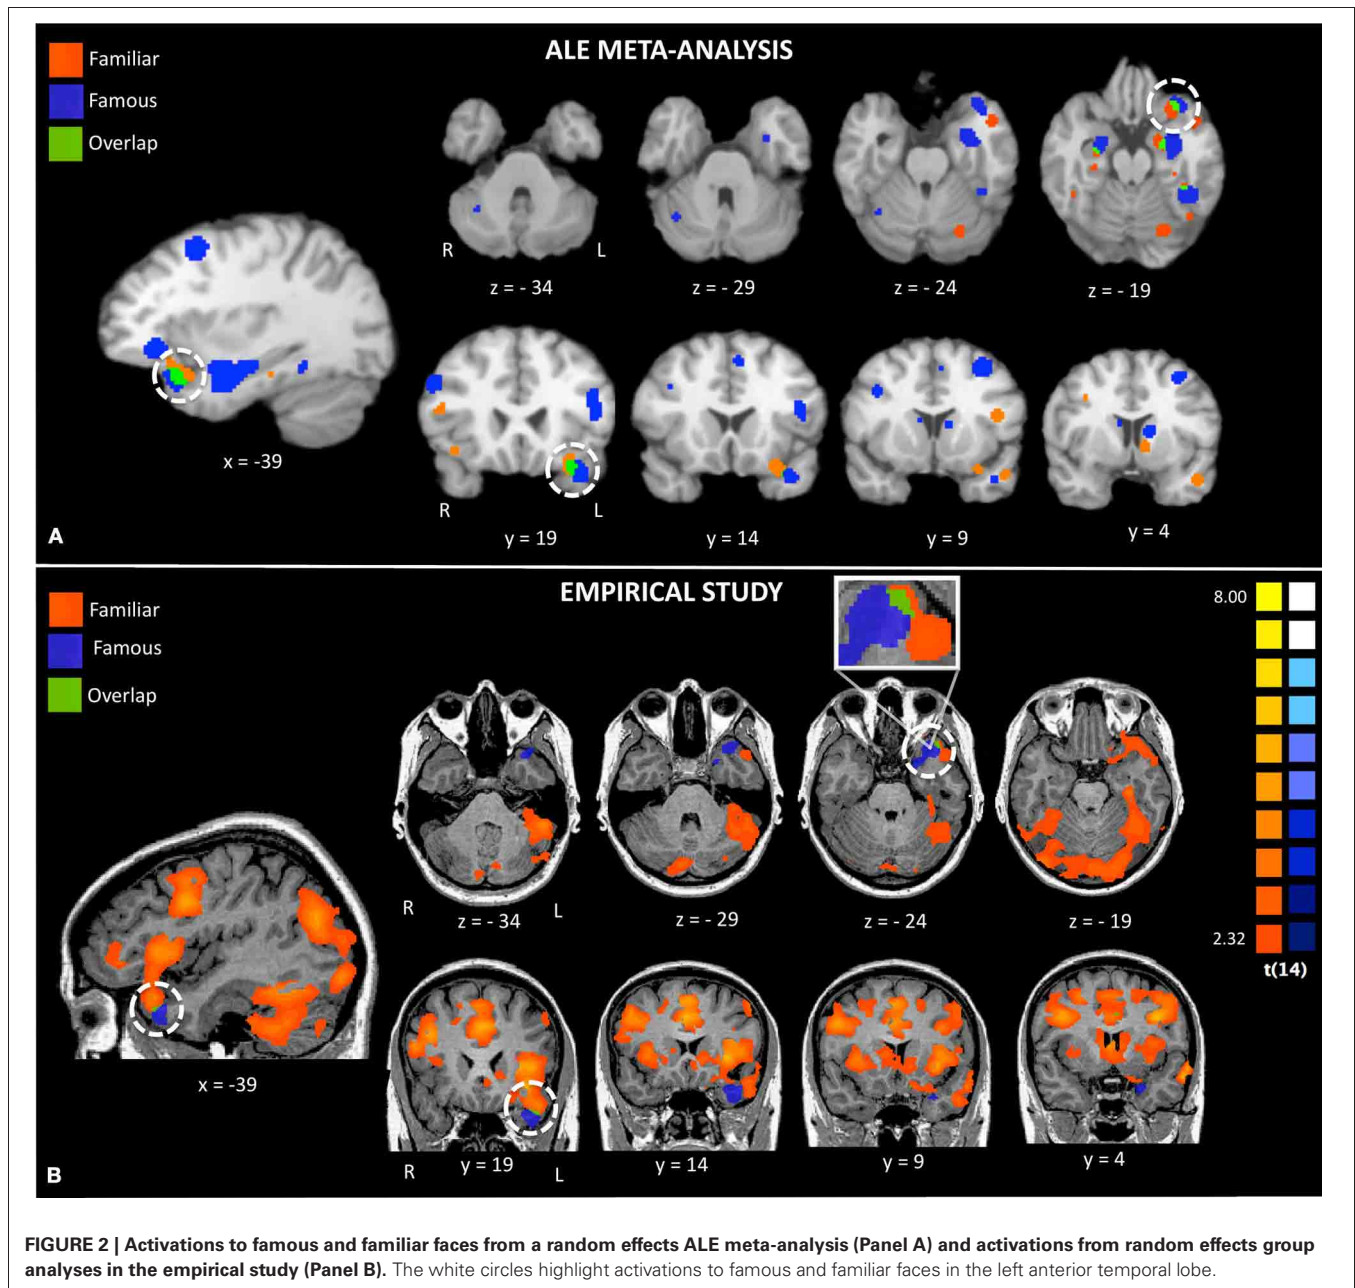 ALE META-ANALYSIS
Familiar
Famous
Overlap
R L
z = - 34 z = - 29 z = - 24 z = - 19
x = -39
R L
y = 19 y = 14 y = 9 y = 4
A
EMPIRICAL STUDY
Familiar
Famous
Overlap
8.00
2.32
t(14)
R L
z = - 34 z = - 29 z = - 24 z = - 19
x = -39
R L
y = 19 y = 14 y = 9 y = 4
B
FIGURE 2 | Activations to famous and familiar faces from a random effects ALE meta-analysis (Panel A) and activations from random effects group
analyses in the empirical study (Panel B). The white circles highlight activations to famous and familiar faces in the left anterior temporal lobe.